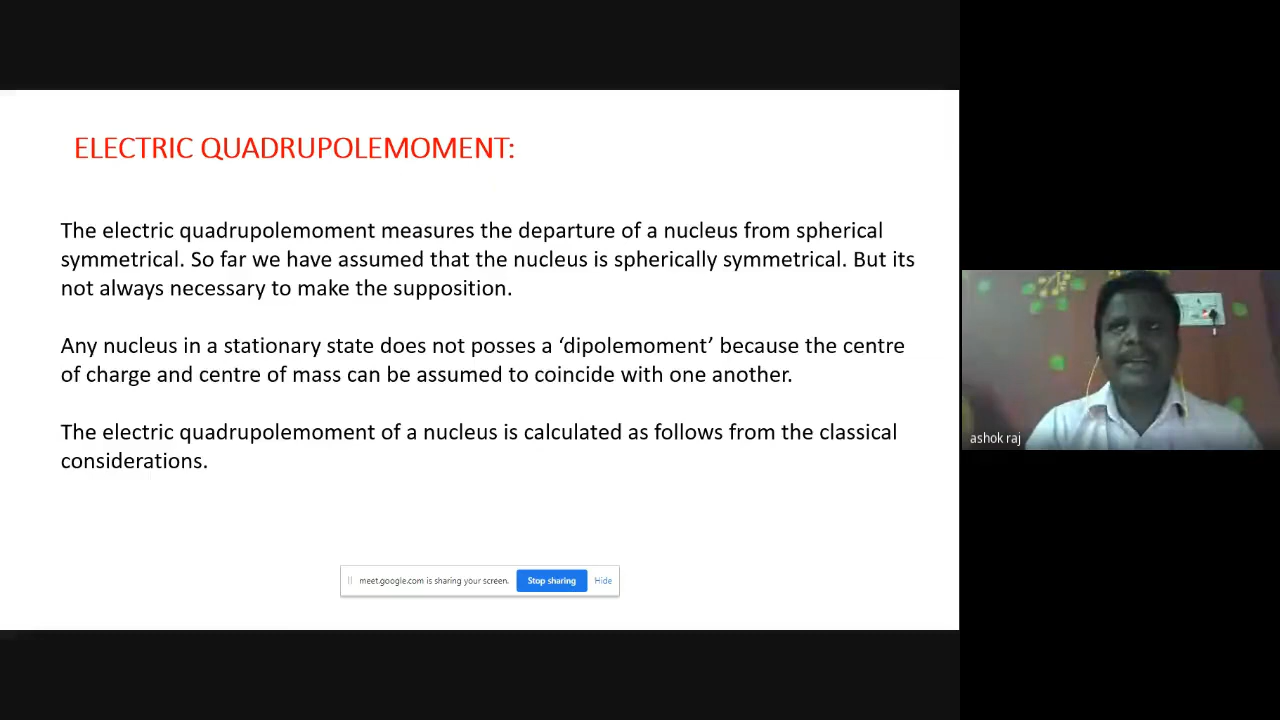 ELECTRIC QUADRUPOLEMOMENT:
The electric quadrupolemoment measures the departure of a nucleus from spherical
symmetrical. So far we have assumed that the nucleus is spherically symmetrical. But its
not always necessary to make the supposition.
Any nucleus in a stationary state does not posses a ‘dipolemoment’ because the centre
of charge and centre of mass can be assumed to coincide with one another.
The electric quadrupolemoment of a nucleus is calculated as follows from the classical
considerations.
meet.google.com is sharing your screen. Stop sharing Hide
ashok raj